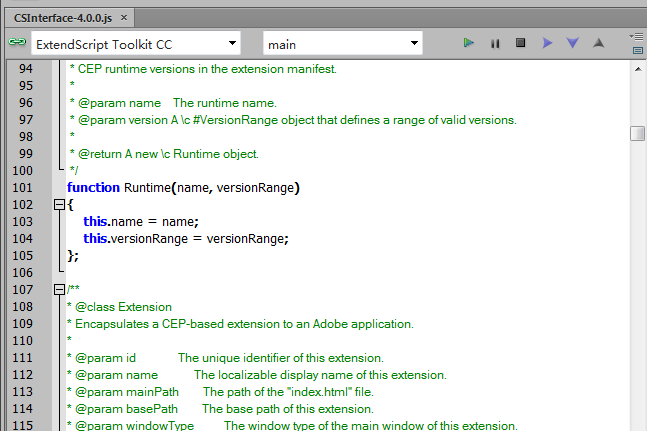 CSInterface-4.0.0.js ×
ExtendScript Toolkit CC main
94 * CEP runtime versions in the extension manifest.
95 *
96 * @param name The runtime name.
97 * @param version A \c #VersionRange object that defines a range of valid versions.
98 *
99 * @return A new \c Runtime object.
100 */
101 function Runtime(name, versionRange)
102 {
103 this.name = name;
104 this.versionRange = versionRange;
105 };
106
107 /**
108 * @class Extension
109 * Encapsulates a CEP-based extension to an Adobe application.
110 *
111 * @param id The unique identifier of this extension.
112 * @param name The localizable display name of this extension.
113 * @param mainPath The path of the "index.html" file.
114 * @param basePath The base path of this extension.
115 * @param windowType The window type of the main window of this extension.